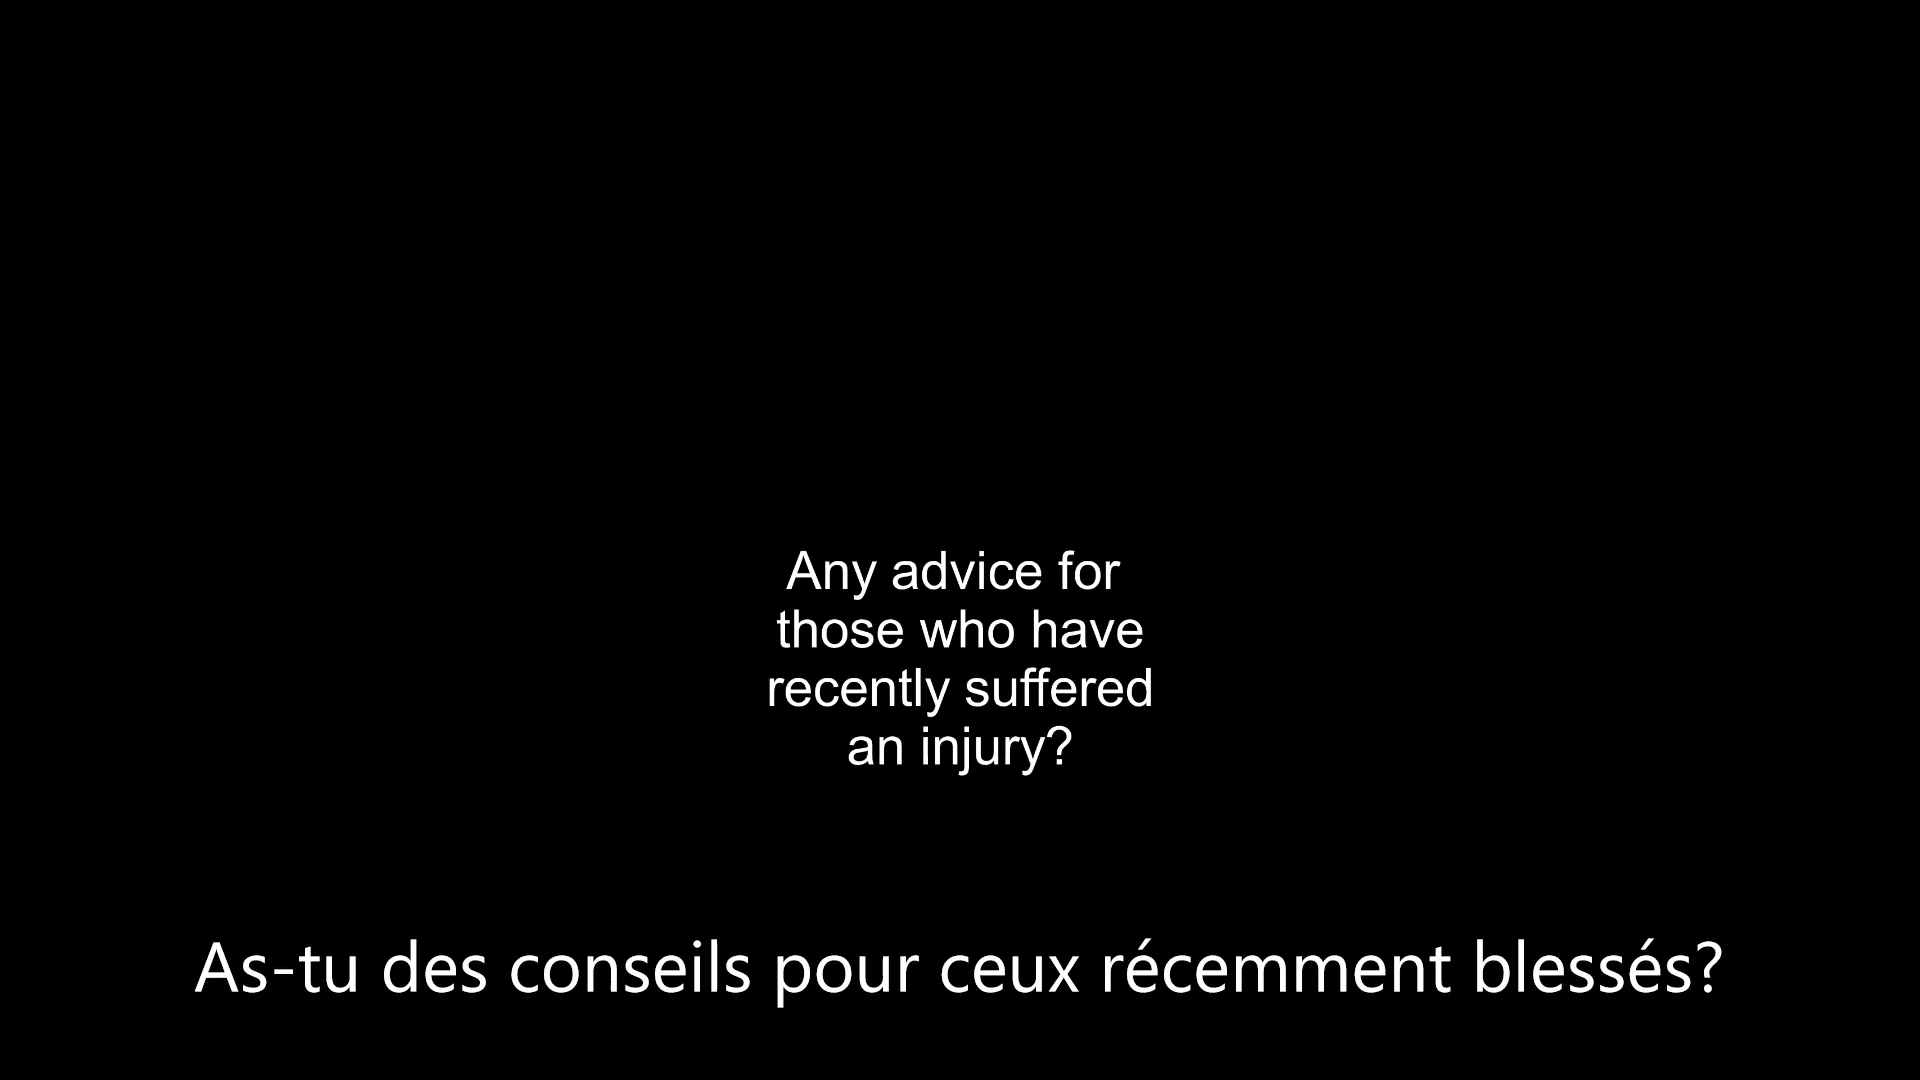 Any advice for
those who have
recently suffered
an injury?
As-tu des conseils pour ceux récemment blessés?